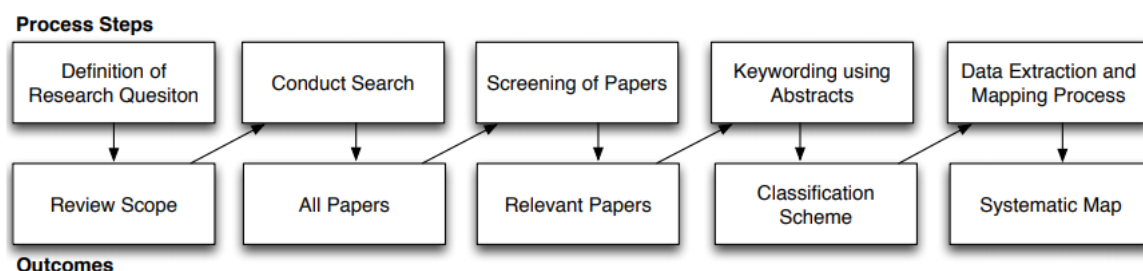 Process Steps
Definition of
Research Quesiton
Conduct Search
Screening of Papers
Keywording using
Abstracts
Data Extraction and
Mapping Process
Review Scope
All Papers
Relevant Papers
Classification
Scheme
Systematic Map
Outcomes